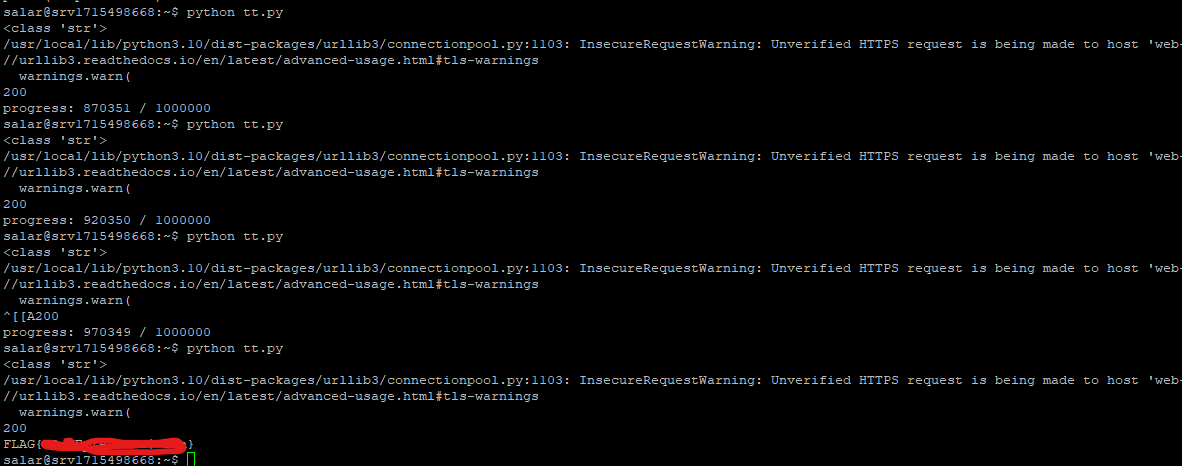 salar@srv1715498668:~$ python tt.py
<class 'str'>
/usr/local/lib/python3.10/dist-packages/urllib3/connectionpool.py:1103: InsecureRequestWarning: Unverified HTTPS request is being made to host 'web-
//urllib3.readthedocs.io/en/latest/advanced-usage.html#tls-warnings
  warnings.warn(
200
progress: 870351 / 1000000
salar@srv1715498668:~$ python tt.py
<class 'str'>
/usr/local/lib/python3.10/dist-packages/urllib3/connectionpool.py:1103: InsecureRequestWarning: Unverified HTTPS request is being made to host 'web-
//urllib3.readthedocs.io/en/latest/advanced-usage.html#tls-warnings
  warnings.warn(
200
progress: 920350 / 1000000
salar@srv1715498668:~$ python tt.py
<class 'str'>
/usr/local/lib/python3.10/dist-packages/urllib3/connectionpool.py:1103: InsecureRequestWarning: Unverified HTTPS request is being made to host 'web-
//urllib3.readthedocs.io/en/latest/advanced-usage.html#tls-warnings
  warnings.warn(
^[[A200
progress: 970349 / 1000000
salar@srv1715498668:~$ python tt.py
<class 'str'>
/usr/local/lib/python3.10/dist-packages/urllib3/connectionpool.py:1103: InsecureRequestWarning: Unverified HTTPS request is being made to host 'web-
//urllib3.readthedocs.io/en/latest/advanced-usage.html#tls-warnings
  warnings.warn(
200
FLAG{}
salar@srv1715498668:~$